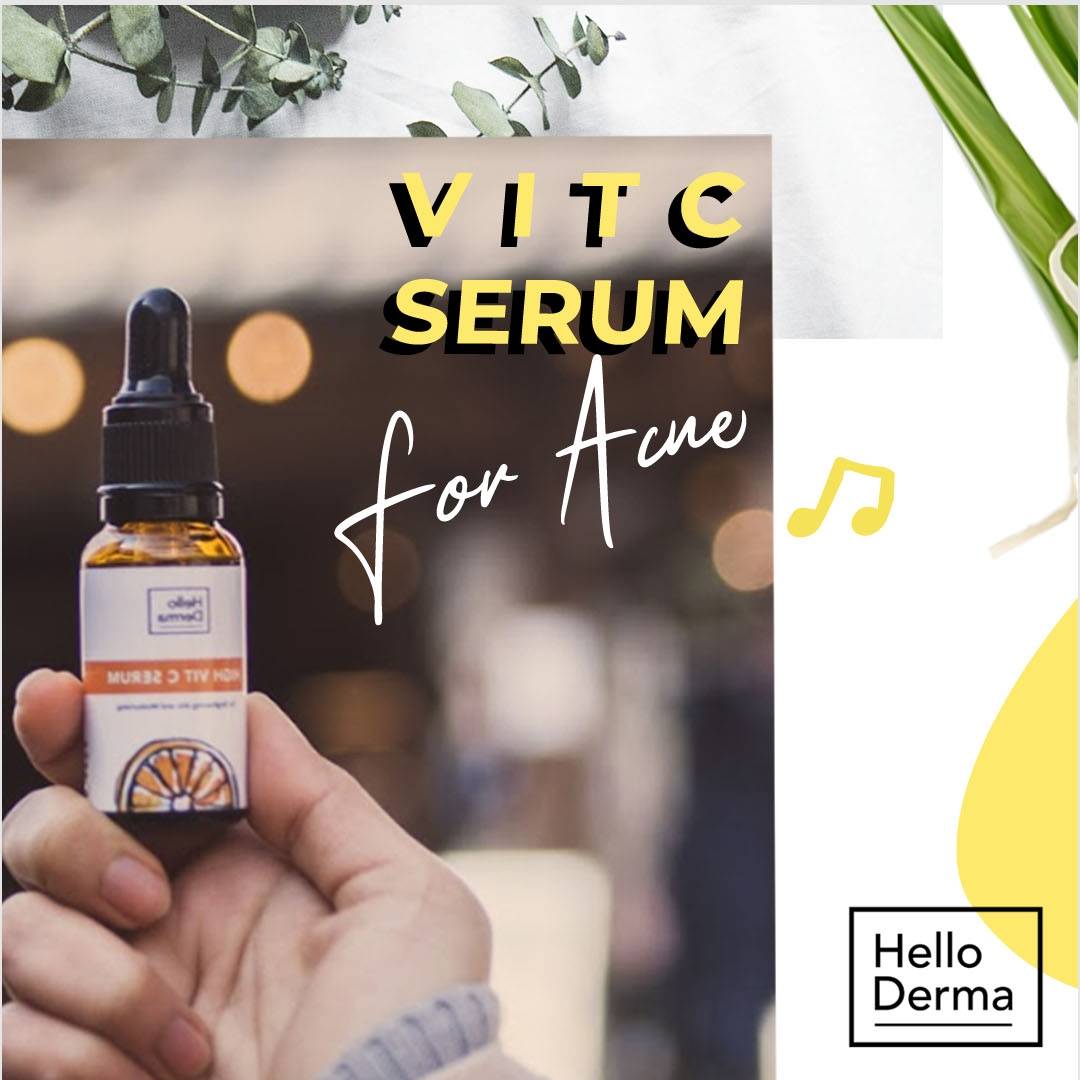 VIT C
SERUM
for Acne
Hello
Derma
HIGH VIT C SERUM
Hello
Derma